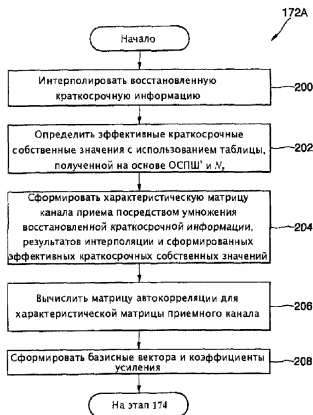 172A
Начало
Интерполировать восстановленную
краткосрочную информацию
200
Определить эффективные краткосрочные
собственные значения с использованием таблицы,
полученной на основе ОСПШ' и Nₛ
202
Сформировать характеристическую матрицу
канала приема посредством умножения
восстановленной краткосрочной информации,
результатов интерполяции и сформированных
эффективных краткосрочных собственных значений
204
Вычислить матрицу автокорреляции для
характеристической матрицы приемного канала
206
Сформировать базисные вектора и коэффициенты
усиления
208
На этап 174